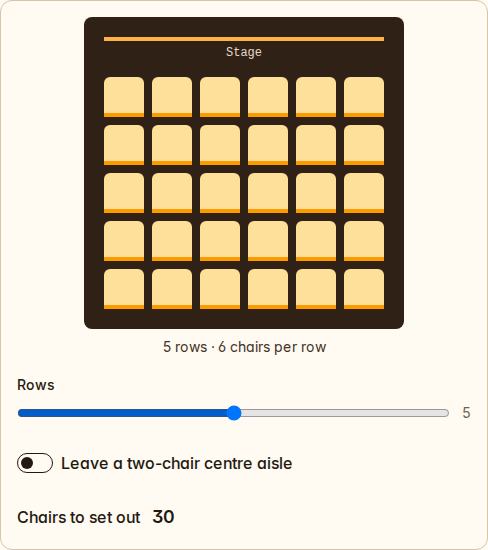 Stage
5 rows · 6 chairs per row
Rows
5
Leave a two-chair centre aisle
Chairs to set out 30